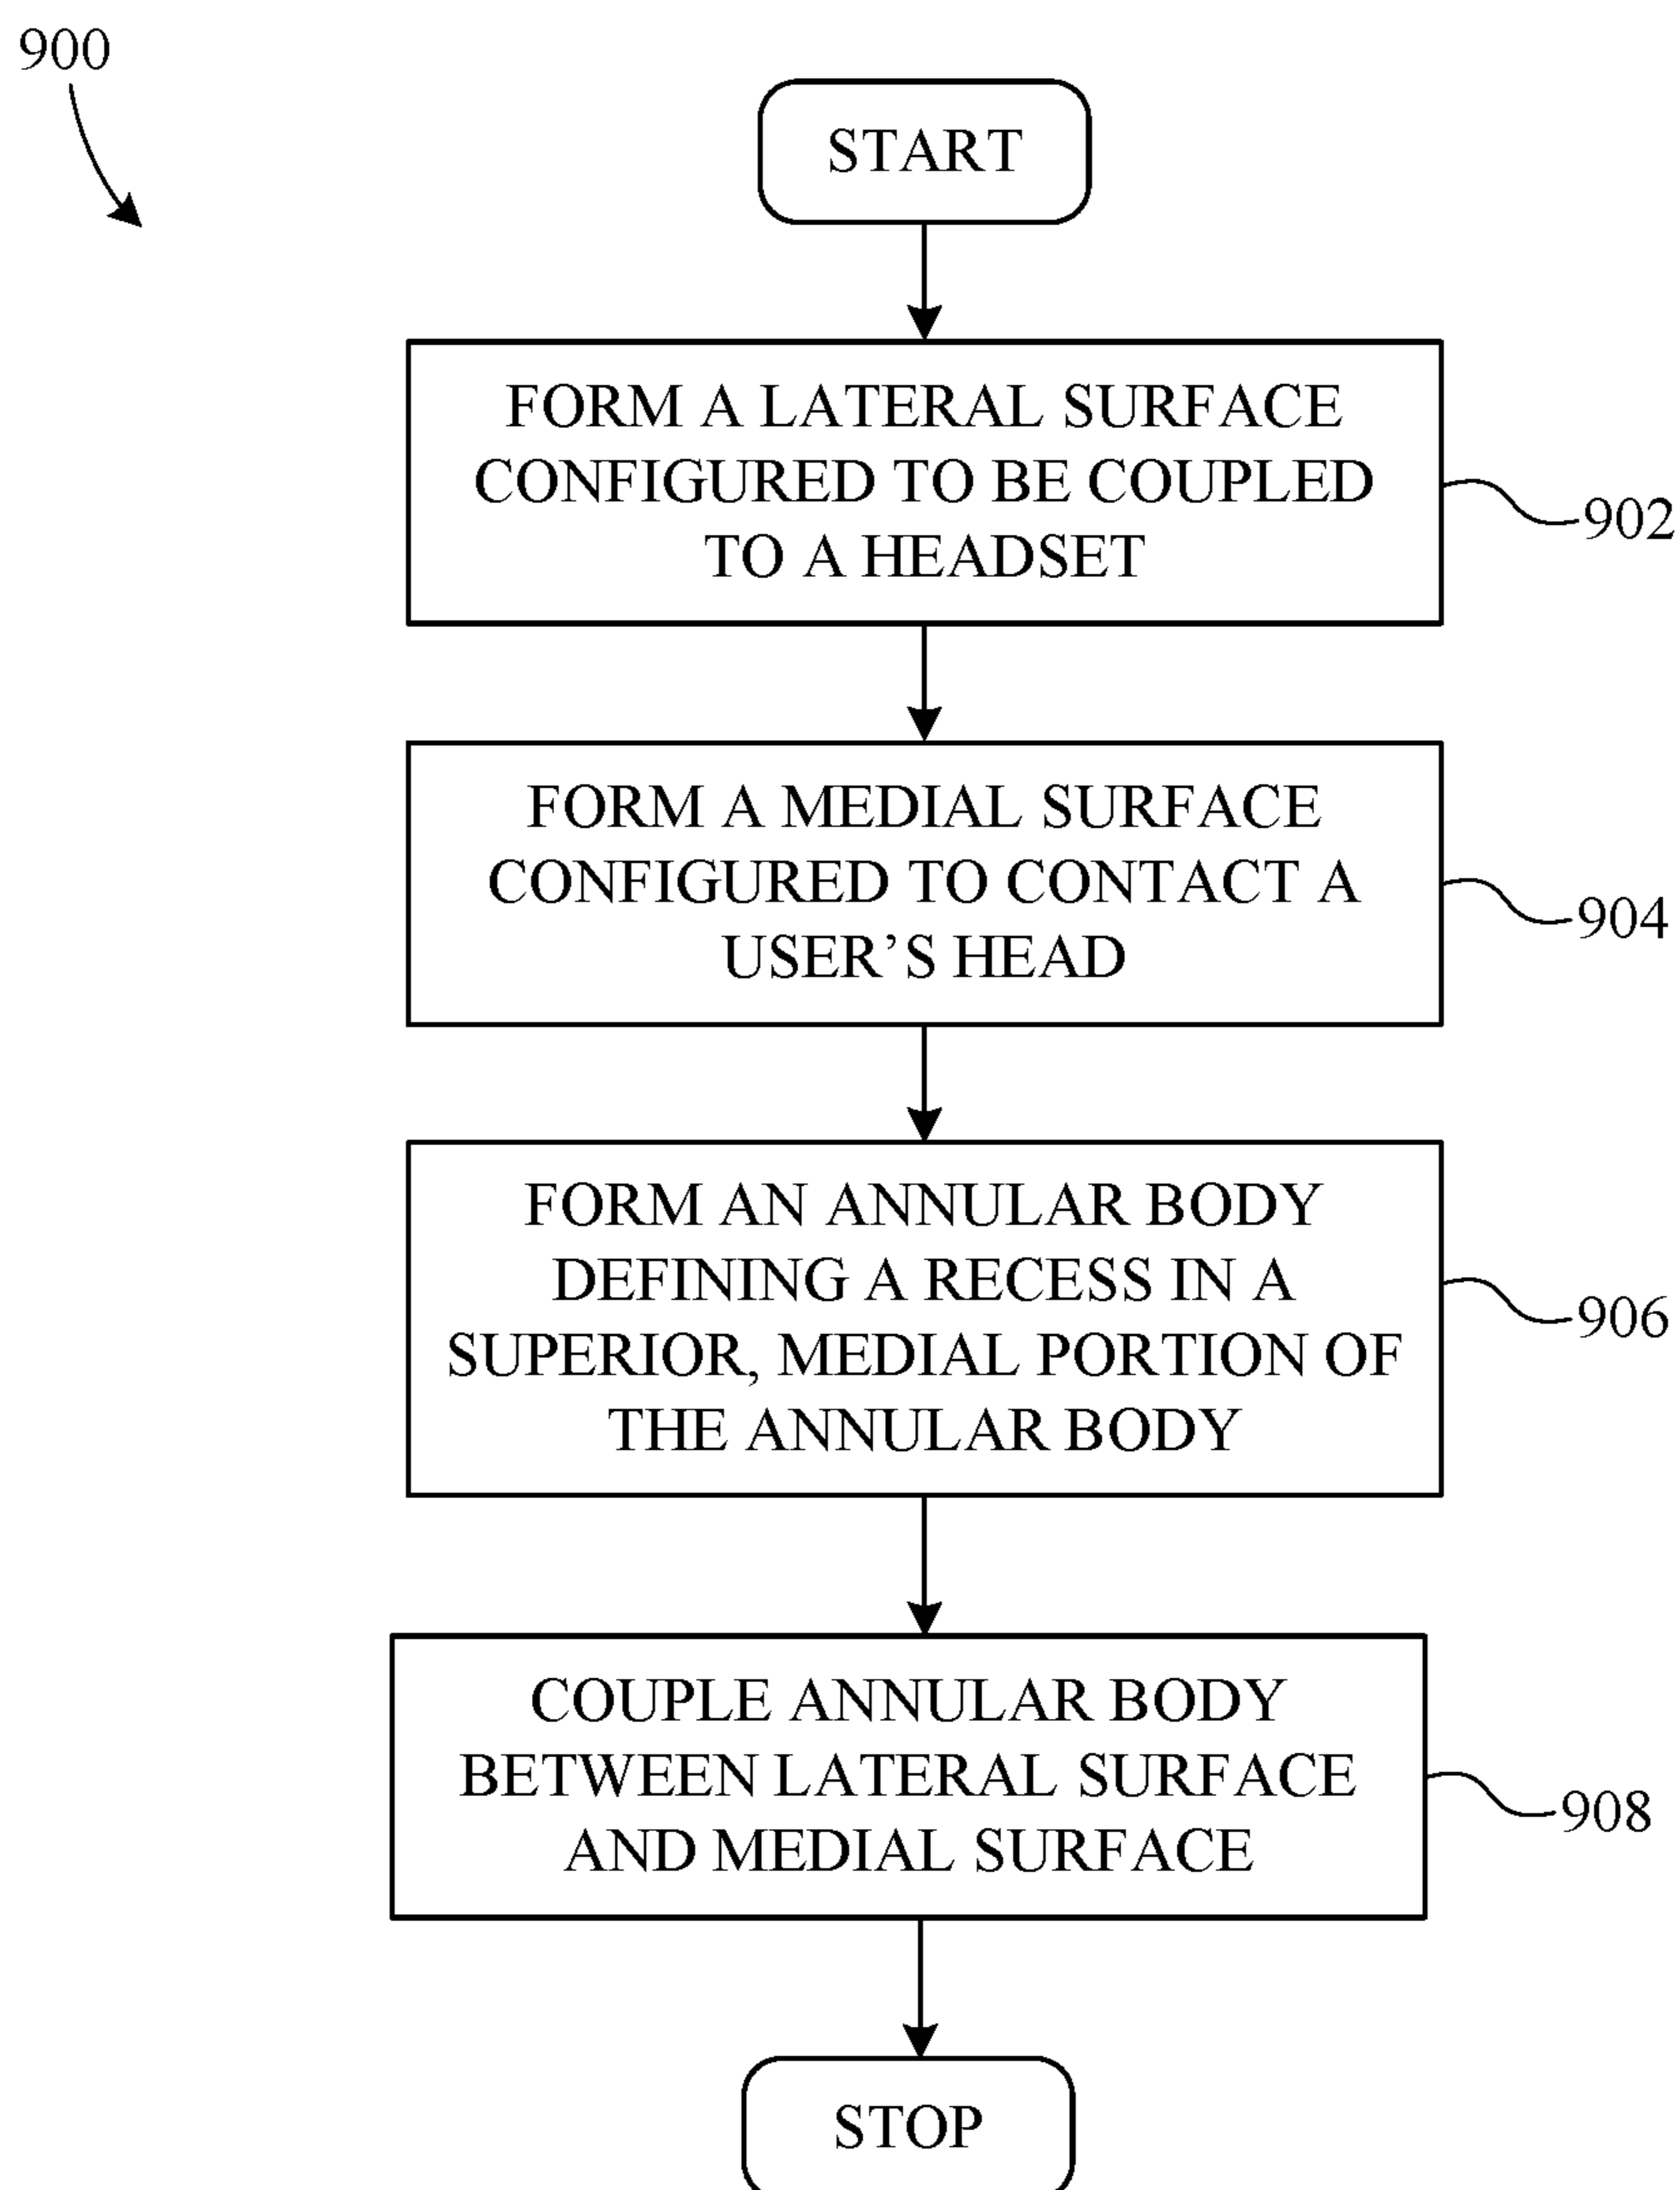 900
START
FORM A LATERAL SURFACE
CONFIGURED TO BE COUPLED
TO A HEADSET
902
FORM A MEDIAL SURFACE
CONFIGURED TO CONTACT A
USER’S HEAD
904
FORM AN ANNULAR BODY
DEFINING A RECESS IN A
SUPERIOR, MEDIAL PORTION OF
THE ANNULAR BODY
906
COUPLE ANNULAR BODY
BETWEEN LATERAL SURFACE
AND MEDIAL SURFACE
908
STOP